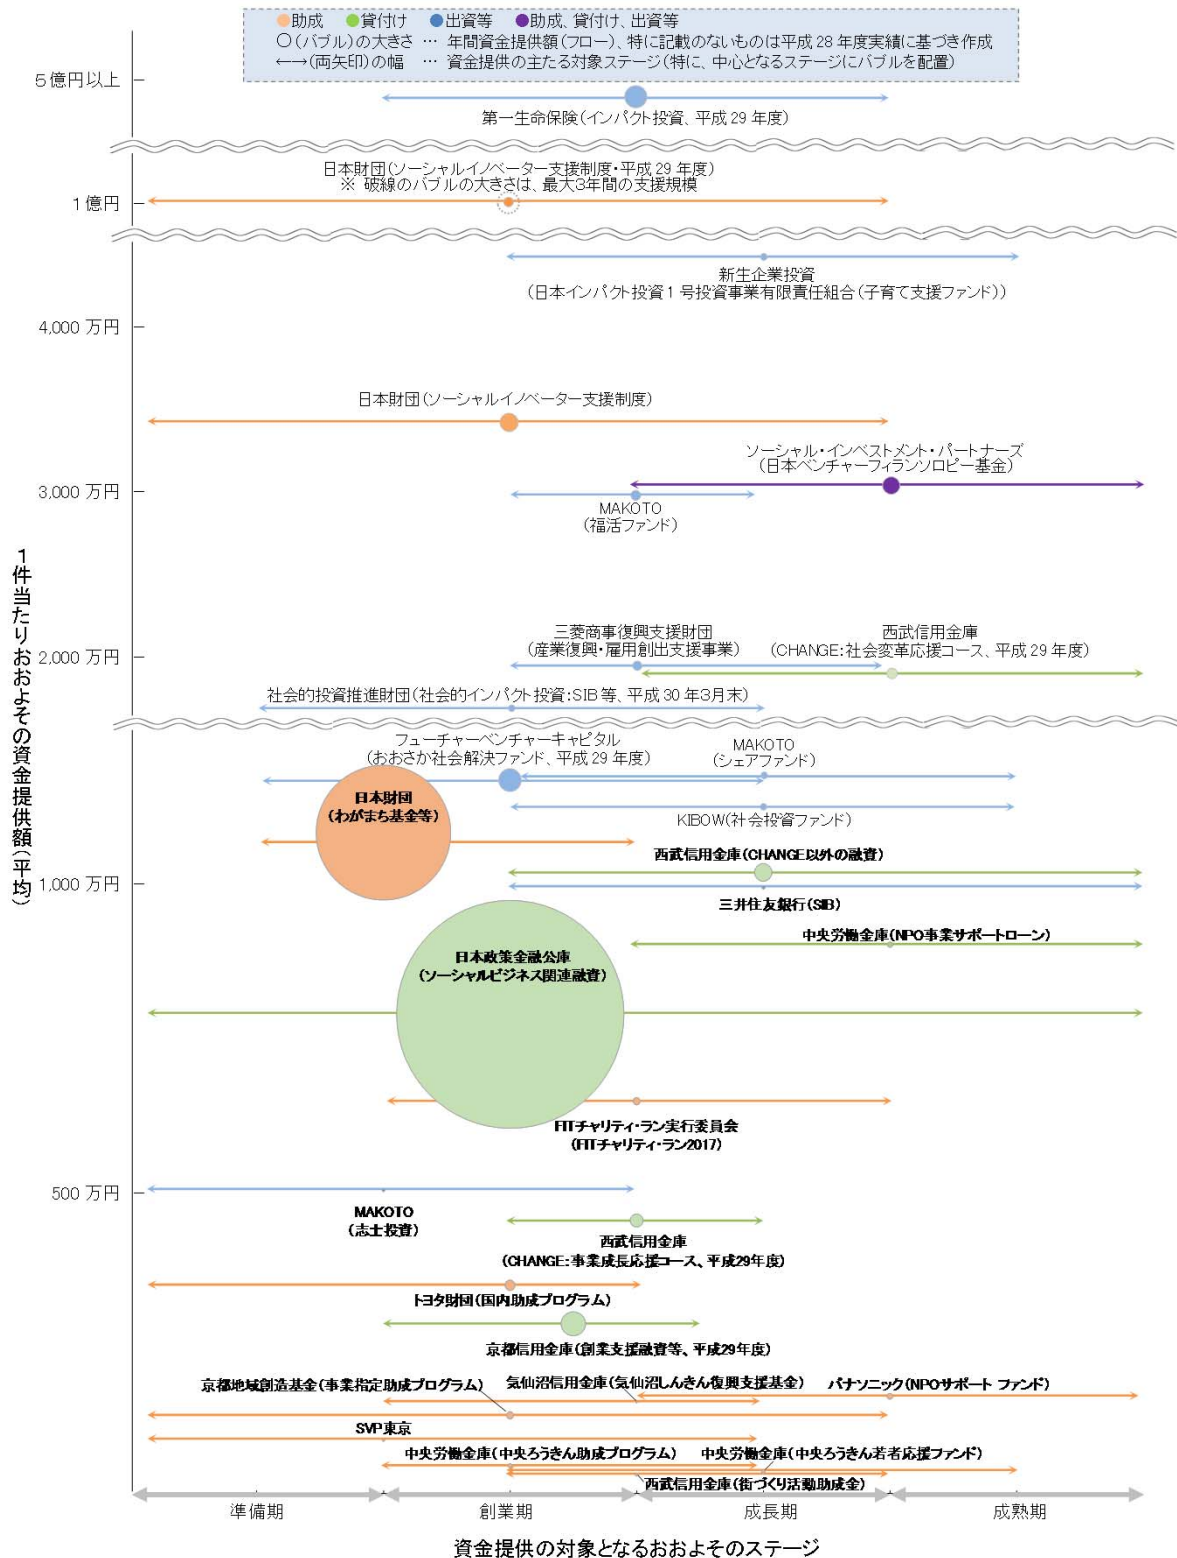 ●助成 ●貸付け ●出資等 ●助成、貸付け、出資等
○(バブル)の大きさ … 年間資金提供額(フロー)、特に記載のないものは平成28年度実績に基づき作成
←→(両矢印)の幅 … 資金提供の主たる対象ステージ(特に、中心となるステージにバブルを配置)
5億円以上
第一生命保険(インパクト投資、平成29年度)
日本財団(ソーシャルイノベーター支援制度・平成29年度)
※ 破線のバブルの大きさは、最大3年間の支援規模
1億円
新生企業投資
(日本インパクト投資1号投資事業有限責任組合(子育て支援ファンド))
4,000万円
日本財団(ソーシャルイノベーター支援制度)
ソーシャル・インベストメント・パートナーズ
(日本ベンチャーフィランソロピー基金)
3,000万円
MAKOTO
(福活ファンド)
1件当たりおおよその資金提供額(平均)
三菱商事復興支援財団
(産業復興・雇用創出支援事業)
西武信用金庫
(CHANGE:社会変革応援コース、平成29年度)
2,000万円
社会的投資推進財団(社会的インパクト投資:SIB等、平成30年3月末)
フューチャーベンチャーキャピタル
(おおさか社会解決ファンド、平成29年度)
MAKOTO
(シェアファンド)
日本財団
(わがまち基金等)
KIBOW(社会投資ファンド)
西武信用金庫(CHANGE以外の融資)
1,000万円
三井住友銀行(SIB)
中央労働金庫(NPO事業サポートローン)
日本政策金融公庫
(ソーシャルビジネス関連融資)
FITチャリティ・ラン実行委員会
(FITチャリティ・ラン2017)
500万円
MAKOTO
(志士投資)
西武信用金庫
(CHANGE:事業成長応援コース、平成29年度)
トヨタ財団(国内助成プログラム)
京都信用金庫(創業支援融資等、平成29年度)
京都地域創造基金(事業指定助成プログラム)
気仙沼信用金庫(気仙沼しんきん復興支援基金)
パナソニック(NPOサポート ファンド)
SVP東京
中央労働金庫(中央ろうきん助成プログラム)
中央労働金庫(中央ろうきん若者応援ファンド)
西武信用金庫(街づくり活動助成金)
準備期 創業期 成長期 成熟期
資金提供の対象となるおおよそのステージ